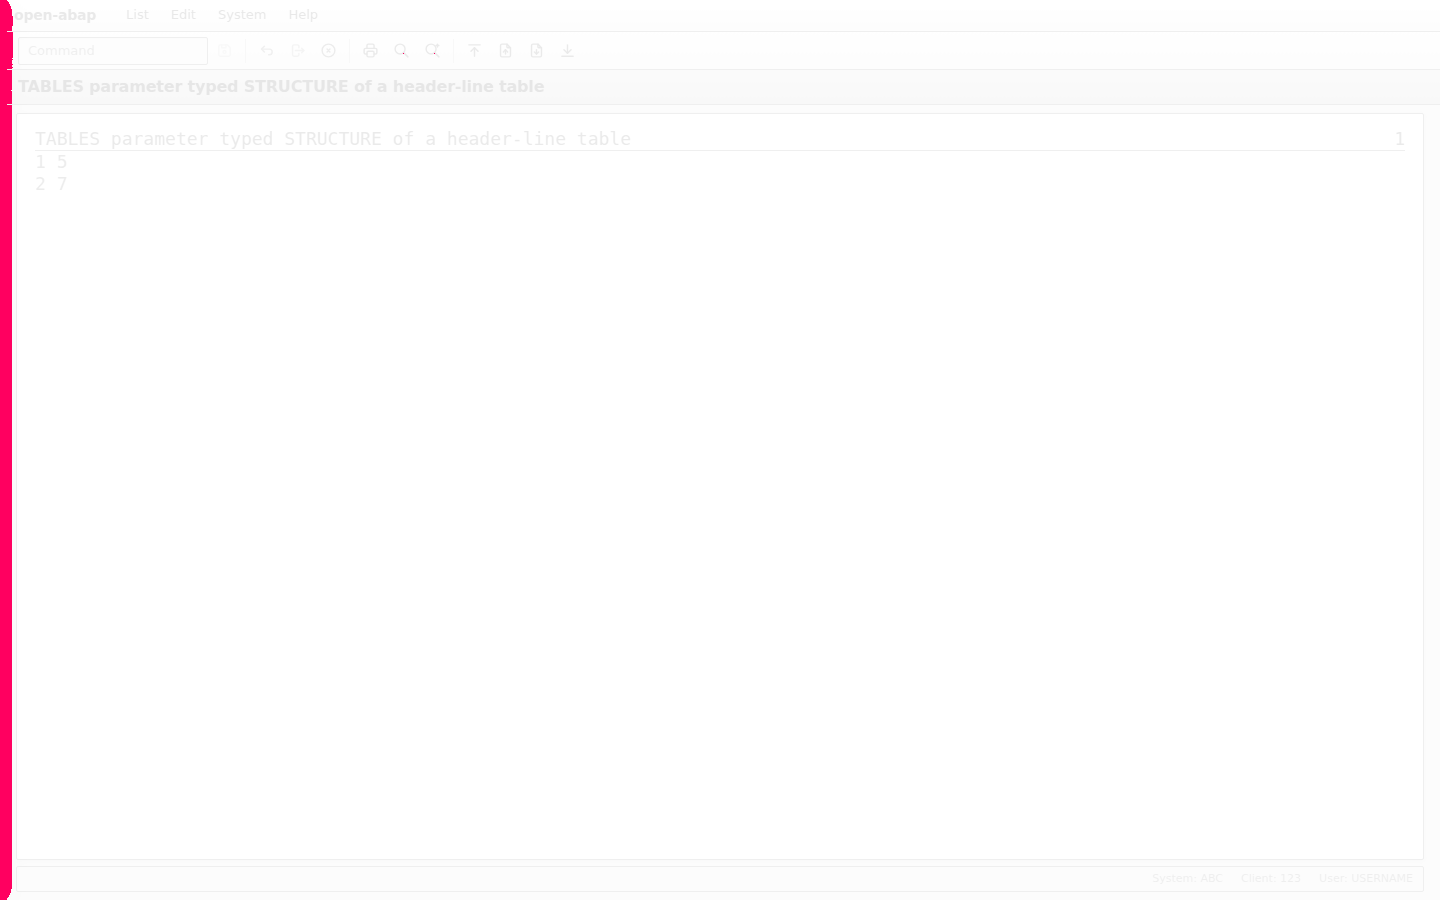 open-abap List Edit System Help
Command
TABLES parameter typed STRUCTURE of a header-line table
TABLES parameter typed STRUCTURE of a header-line table 1
1 5
2 7
System: ABC Client: 123 User: USERNAME